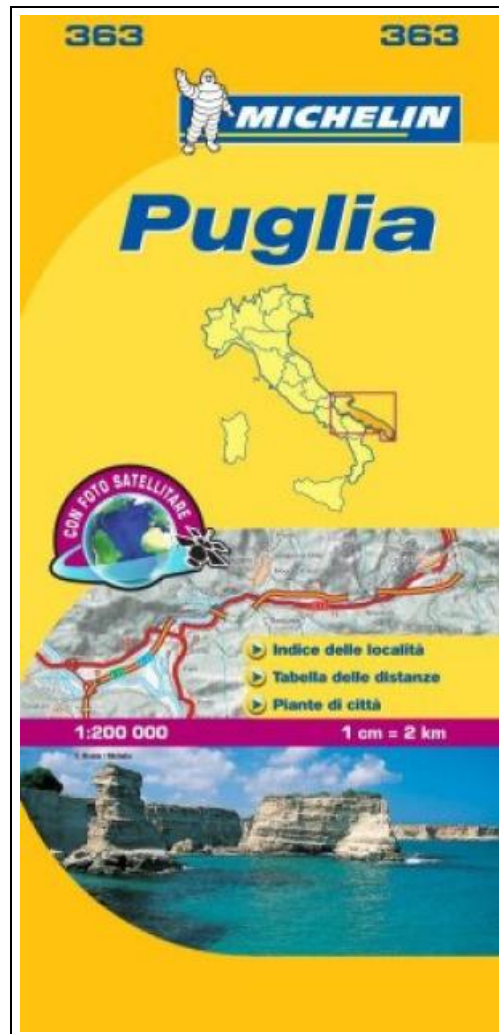 363 363
MICHELIN
Puglia
CON FOTO SATELLITARE
Indice delle località
Tabella delle distanze
Piante di città
1:200 000 1 cm = 2 km